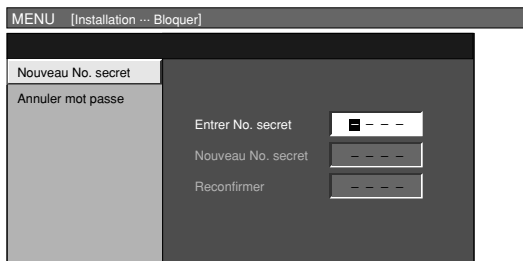 MENU [Installation ··· Bloquer]
Nouveau No. secret
Annuler mot passe
Entrer No. secret – – – –
Nouveau No. secret – – – –
Reconfirmer – – – –